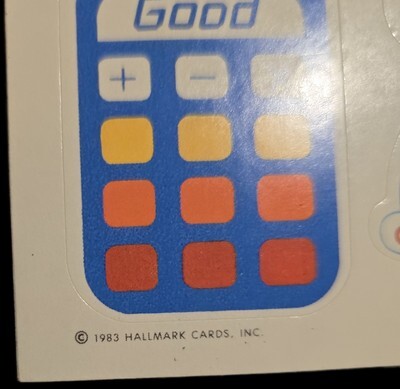 Good
+ −
© 1983 HALLMARK CARDS, INC.